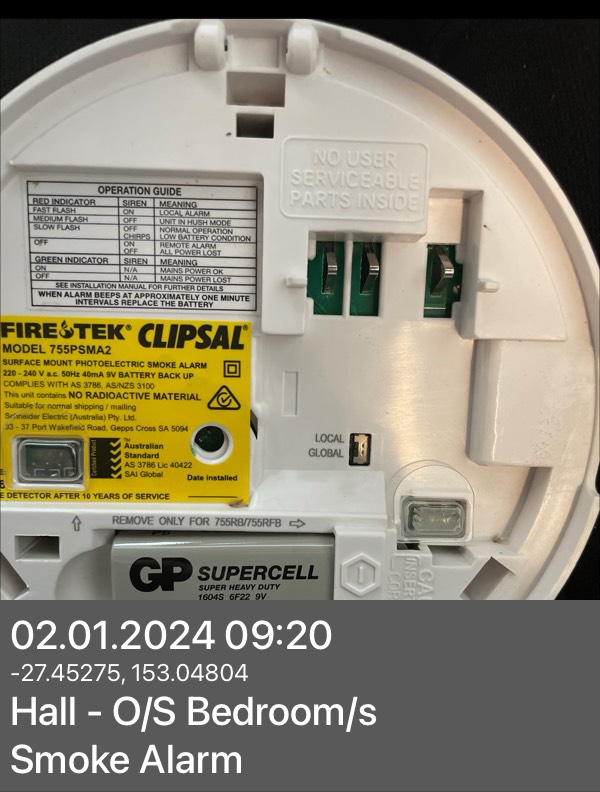 NO USER
SERVICEABLE
PARTS INSIDE
OPERATION GUIDE
RED INDICATOR SIREN MEANING
FAST FLASH ON LOCAL ALARM
MEDIUM FLASH OFF UNIT IN HUSH MODE
SLOW FLASH OFF NORMAL OPERATION
CHIRPS LOW BATTERY CONDITION
OFF ON REMOTE ALARM
OFF ALL POWER LOST
GREEN INDICATOR SIREN MEANING
ON N/A MAINS POWER OK
OFF N/A MAINS POWER LOST
SEE INSTALLATION MANUAL FOR FURTHER DETAILS
WHEN ALARM BEEPS AT APPROXIMATELY ONE MINUTE
INTERVALS REPLACE THE BATTERY
FIRETEK® CLIPSAL®
MODEL 755PSMA2
SURFACE MOUNT PHOTOELECTRIC SMOKE ALARM
220 - 240 V a.c. 50Hz 40mA 9V BATTERY BACK UP
COMPLIES WITH AS 3786, AS/NZS 3100
This unit contains NO RADIOACTIVE MATERIAL
Suitable for normal shipping / mailing
Schneider Electric (Australia) Pty. Ltd.
33 - 37 Port Wakefield Road, Gepps Cross SA 5094
Certified Product
™
Australian
Standard
AS 3786 Lic 40422
SAI Global
Date installed
E DETECTOR AFTER 10 YEARS OF SERVICE
LOCAL
GLOBAL
REMOVE ONLY FOR 755RB/755RFB
GP SUPERCELL
SUPER HEAVY DUTY
1604S 6F22 9V
02.01.2024 09:20
-27.45275, 153.04804
Hall - O/S Bedroom/s
Smoke Alarm